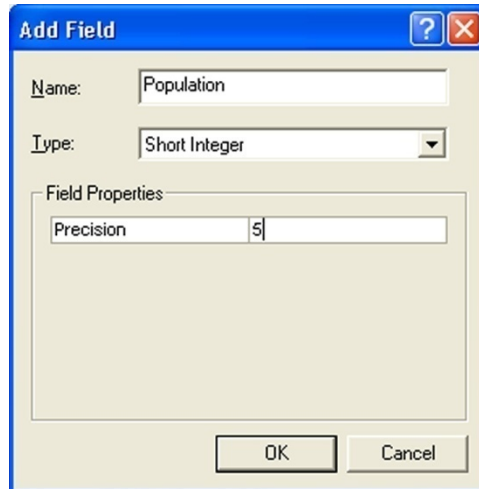 Add Field
Name: Population
Type: Short Integer
Field Properties
Precision 5
OK Cancel